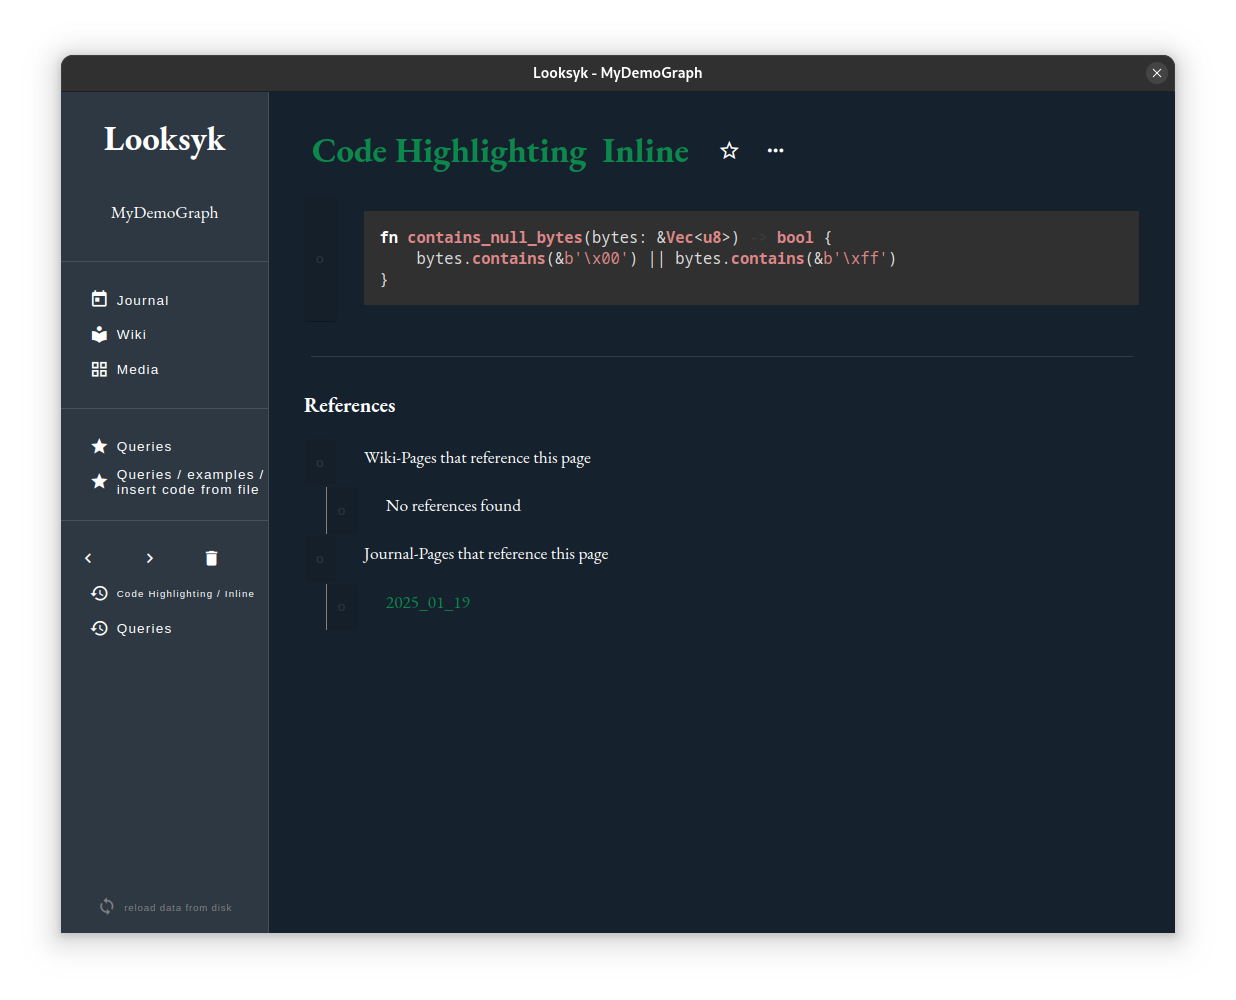 Looksyk - MyDemoGraph
Looksyk
MyDemoGraph
Journal
Wiki
Media
Queries
Queries / examples /
insert code from file
Code Highlighting / Inline
Queries
reload data from disk
Code Highlighting Inline
fn contains_null_bytes(bytes: &Vec<u8>) -> bool {
    bytes.contains(&b'\x00') || bytes.contains(&b'\xff')
}
References
Wiki-Pages that reference this page
No references found
Journal-Pages that reference this page
2025_01_19